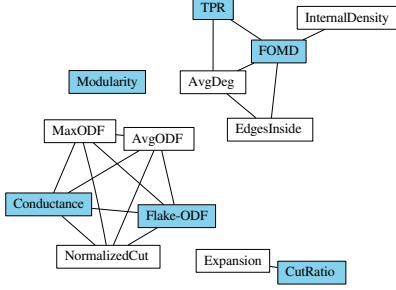 TPR
InternalDensity
FOMD
Modularity
AvgDeg
EdgesInside
MaxODF
AvgODF
Conductance
Flake-ODF
NormalizedCut
Expansion
CutRatio